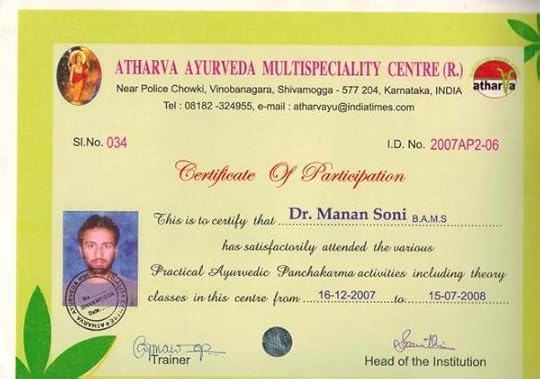 ATHARVA AYURVEDA MULTISPECIALITY CENTRE (R.)
Near Police Chowki, Vinobanagara, Shivamogga - 577 204, Karnataka, INDIA
Tel : 08182 -324955, e-mail : atharvayu@indiatimes.com
atharva
Sl.No. 034
I.D. No. 2007AP2-06
Certificate Of Participation
This is to certify that Dr. Manan Soni B.A.M.S
has satisfactorily attended the various
Practical Ayurvedic Panchakarma activities including theory
classes in this centre from 16-12-2007 to 15-07-2008
Trainer
Head of the Institution